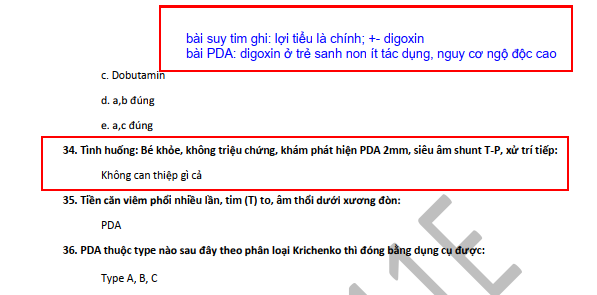 bài suy tim ghi: lợi tiểu là chính; +- digoxin
bài PDA: digoxin ở trẻ sanh non ít tác dụng, nguy cơ ngộ độc cao
c. Dobutamin
d. a,b đúng
e. a,c đúng
34. Tình huống: Bé khỏe, không triệu chứng, khám phát hiện PDA 2mm, siêu âm shunt T-P, xử trí tiếp:
Không can thiệp gì cả
35. Tiền căn viêm phổi nhiều lần, tim (T) to, âm thổi dưới xương đòn:
PDA
36. PDA thuộc type nào sau đây theo phân loại Krichenko thì đóng bằng dụng cụ được:
Type A, B, C